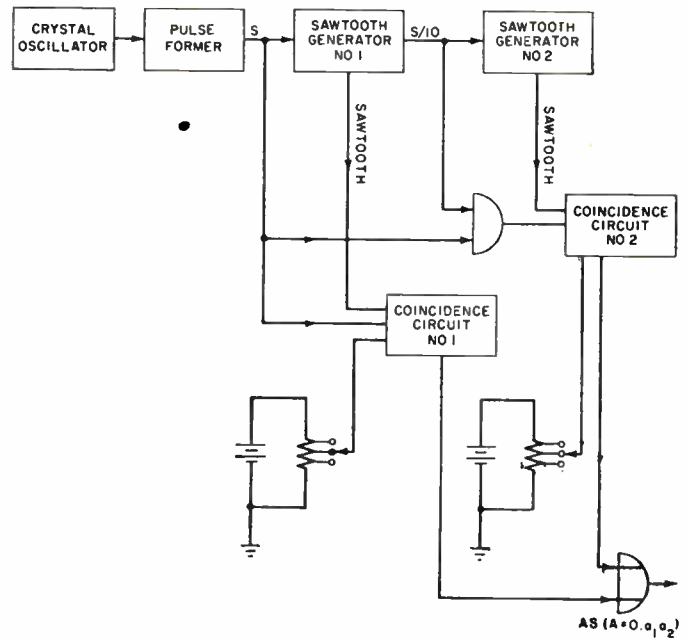 CRYSTAL
OSCILLATOR
PULSE
FORMER
S
SAWTOOTH
GENERATOR
NO 1
S/10
SAWTOOTH
GENERATOR
NO 2
SAWTOOTH
SAWTOOTH
COINCIDENCE
CIRCUIT
NO 2
COINCIDENCE
CIRCUIT
NO 1
AS (A = 0.a₁a₂)